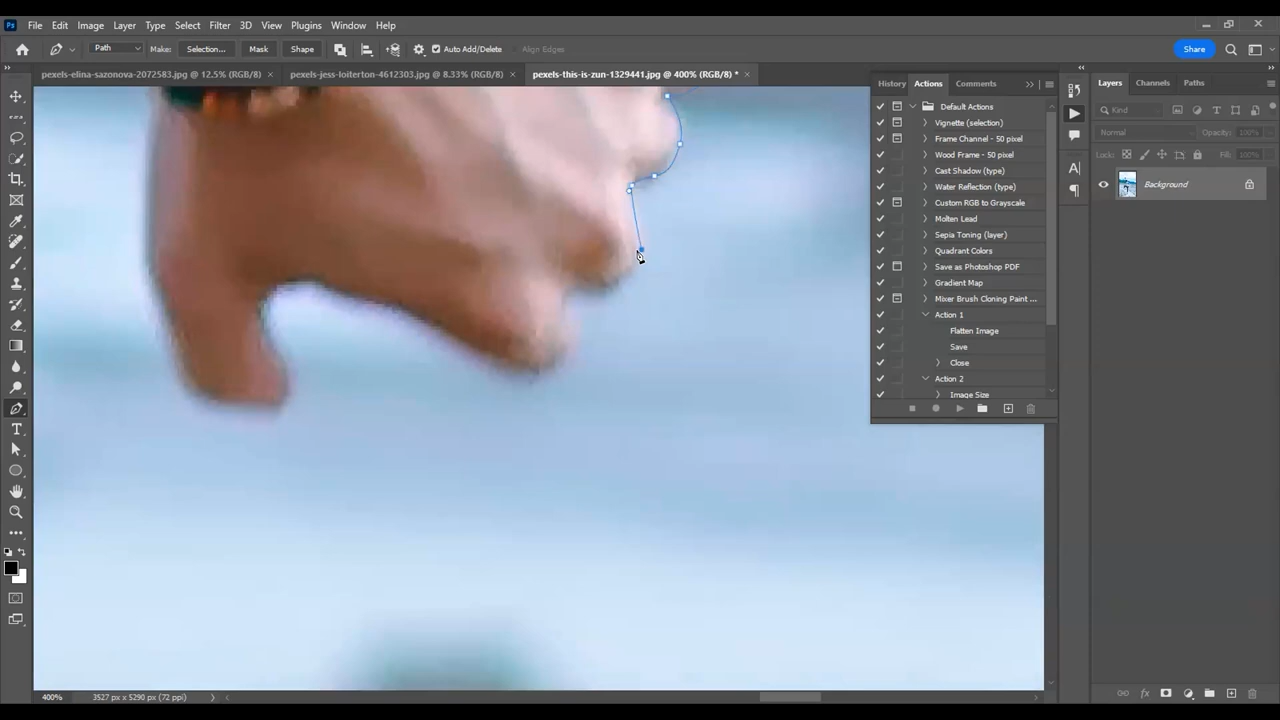 Ps File Edit Image Layer Type Select Filter 3D View Plugins Window Help
Path Make: Selection... Mask Shape Auto Add/Delete Align Edges Share
pexels-elina-sazonova-2072583.jpg @ 12.5% (RGB/8) × pexels-jess-loiterton-4612303.jpg @ 8.33% (RGB/8) × pexels-this-is-zun-1329441.jpg @ 400% (RGB/8) * ×
History Actions Comments
Layers Channels Paths
Default Actions
Kind
Vignette (selection)
Normal Opacity: 100%
Frame Channel - 50 pixel
Wood Frame - 50 pixel
Lock: Fill: 100%
Cast Shadow (type)
Water Reflection (type)
Background
Custom RGB to Grayscale
Molten Lead
Sepia Toning (layer)
Quadrant Colors
Save as Photoshop PDF
Gradient Map
Mixer Brush Cloning Paint ...
Action 1
Flatten Image
Save
Close
Action 2
Image Size
400% 3527 px x 5290 px (72 ppi)